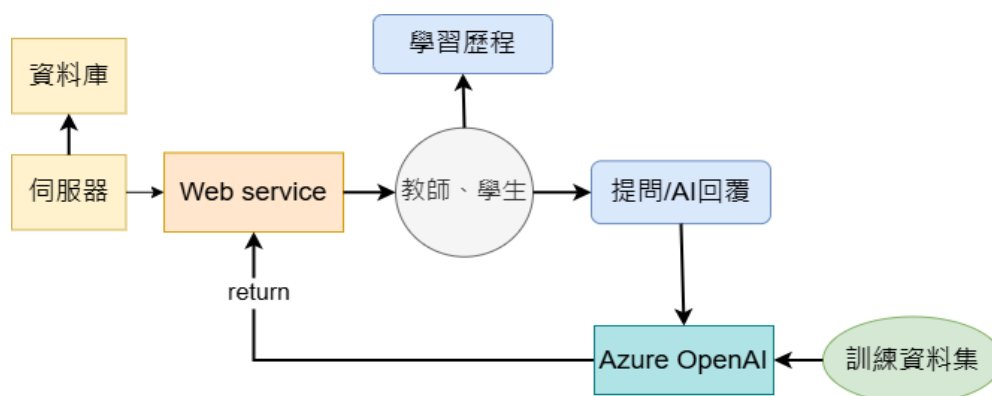 學習歷程
資料庫
伺服器
Web service
教師、學生
提問/AI回覆
return
Azure OpenAI
訓練資料集